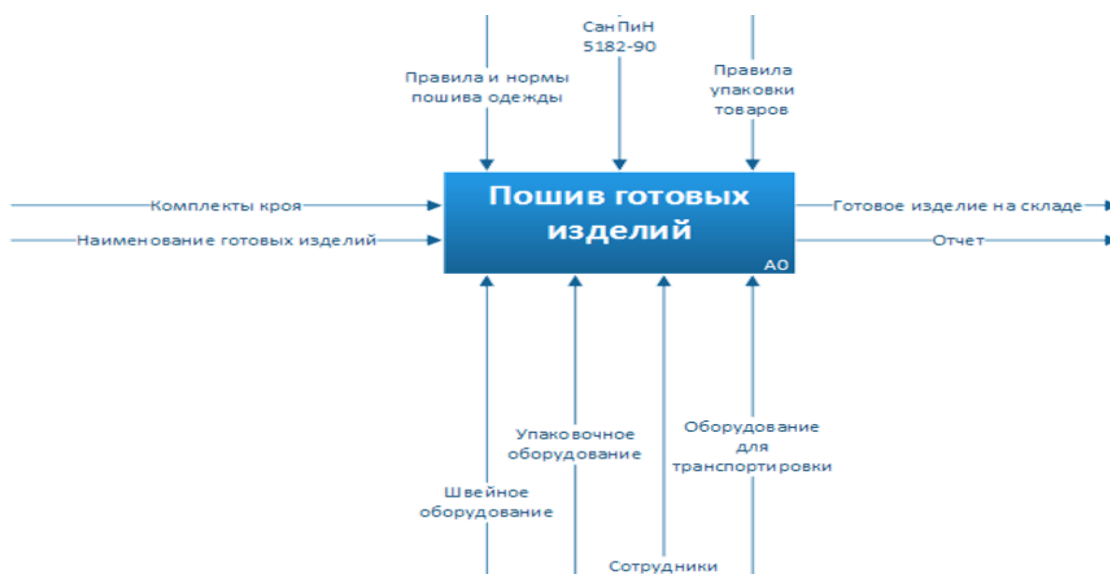 СанПиН
5182-90
Правила и нормы
пошива одежды
Правила
упаковки
товаров
Пошив готовых
изделий
А0
Комплекты кроя
Наименование готовых изделий
Готовое изделие на складе
Отчет
Швейное
оборудование
Упаковочное
оборудование
Сотрудники
Оборудование
для
транспортировки